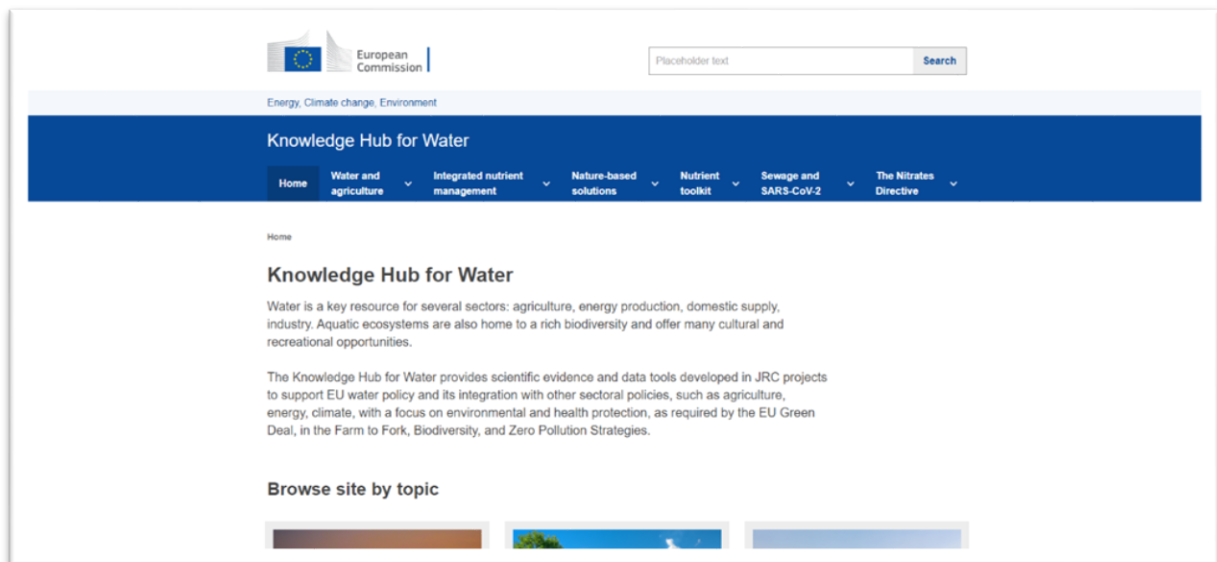 European
Commission
Placeholder text
Search
Energy, Climate change, Environment
Knowledge Hub for Water
Home
Water and
agriculture
Integrated nutrient
management
Nature-based
solutions
Nutrient
toolkit
Sewage and
SARS-CoV-2
The Nitrates
Directive
Home
Knowledge Hub for Water
Water is a key resource for several sectors: agriculture, energy production, domestic supply,
industry. Aquatic ecosystems are also home to a rich biodiversity and offer many cultural and
recreational opportunities.
The Knowledge Hub for Water provides scientific evidence and data tools developed in JRC projects
to support EU water policy and its integration with other sectoral policies, such as agriculture,
energy, climate, with a focus on environmental and health protection, as required by the EU Green
Deal, in the Farm to Fork, Biodiversity, and Zero Pollution Strategies.
Browse site by topic